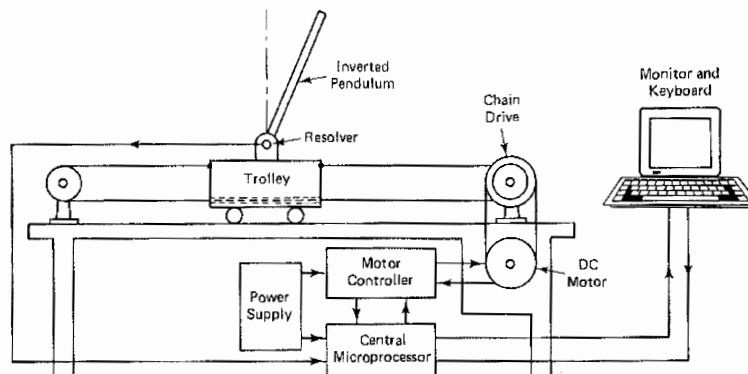 Inverted
Pendulum
Resolver
Chain
Drive
Monitor and
Keyboard
Trolley
Motor
Controller
DC
Motor
Power
Supply
Central
Microprocessor